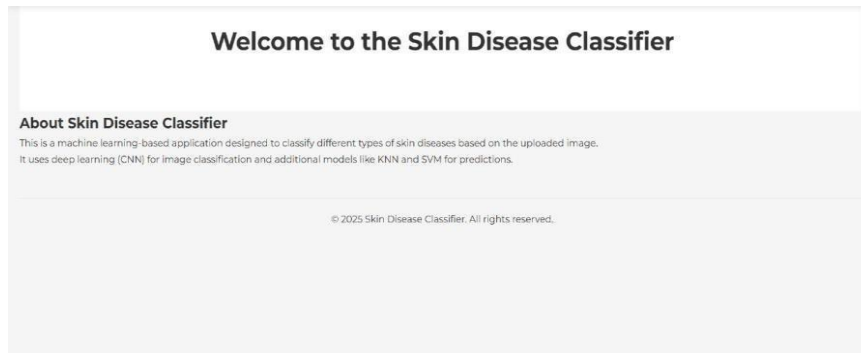 Welcome to the Skin Disease Classifier
About Skin Disease Classifier
This is a machine learning-based application designed to classify different types of skin diseases based on the uploaded image.
It uses deep learning (CNN) for image classification and additional models like KNN and SVM for predictions.
© 2025 Skin Disease Classifier. All rights reserved.